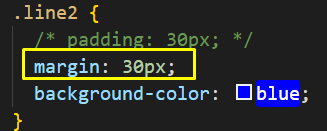 .line2 {
/* padding: 30px; */
margin: 30px;
background-color: blue;
}